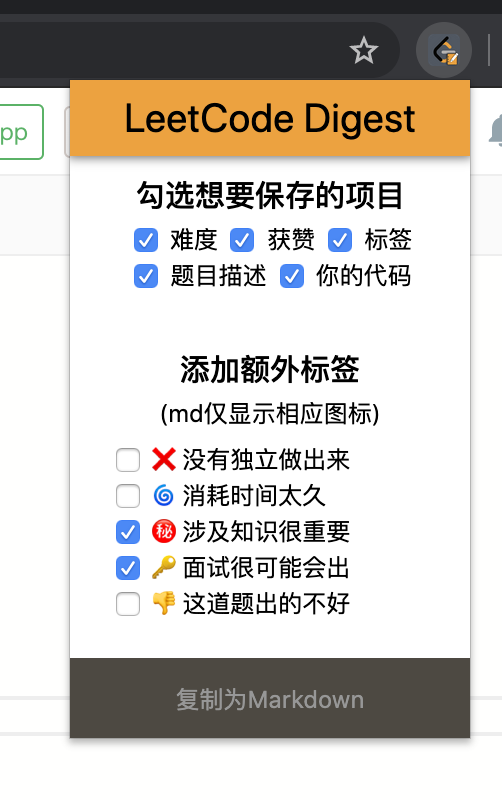 pp
LeetCode Digest
勾选想要保存的项目
难度 获赞 标签
题目描述 你的代码
添加额外标签
(md仅显示相应图标)
❌ 没有独立做出来
🌀 消耗时间太久
㊙️ 涉及知识很重要
🔑 面试很可能会出
👎 这道题出的不好
复制为Markdown